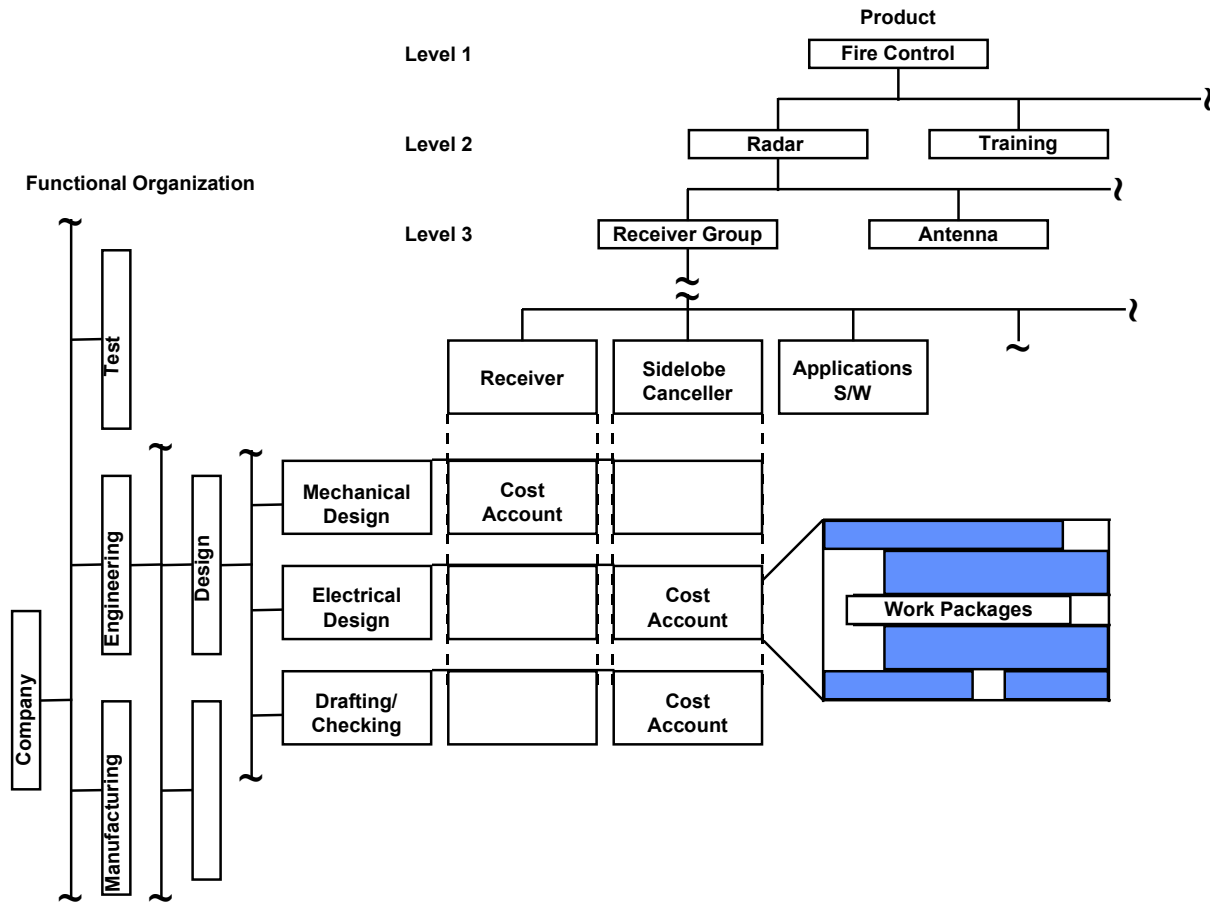 Product
Level 1
Fire Control
Level 2
Radar
Training
Functional Organization
Level 3
Receiver Group
Antenna
Test
Receiver
Sidelobe
Canceller
Applications
S/W
Engineering
Design
Mechanical
Design
Cost
Account
Electrical
Design
Cost
Account
Work Packages
Company
Manufacturing
Drafting/
Checking
Cost
Account